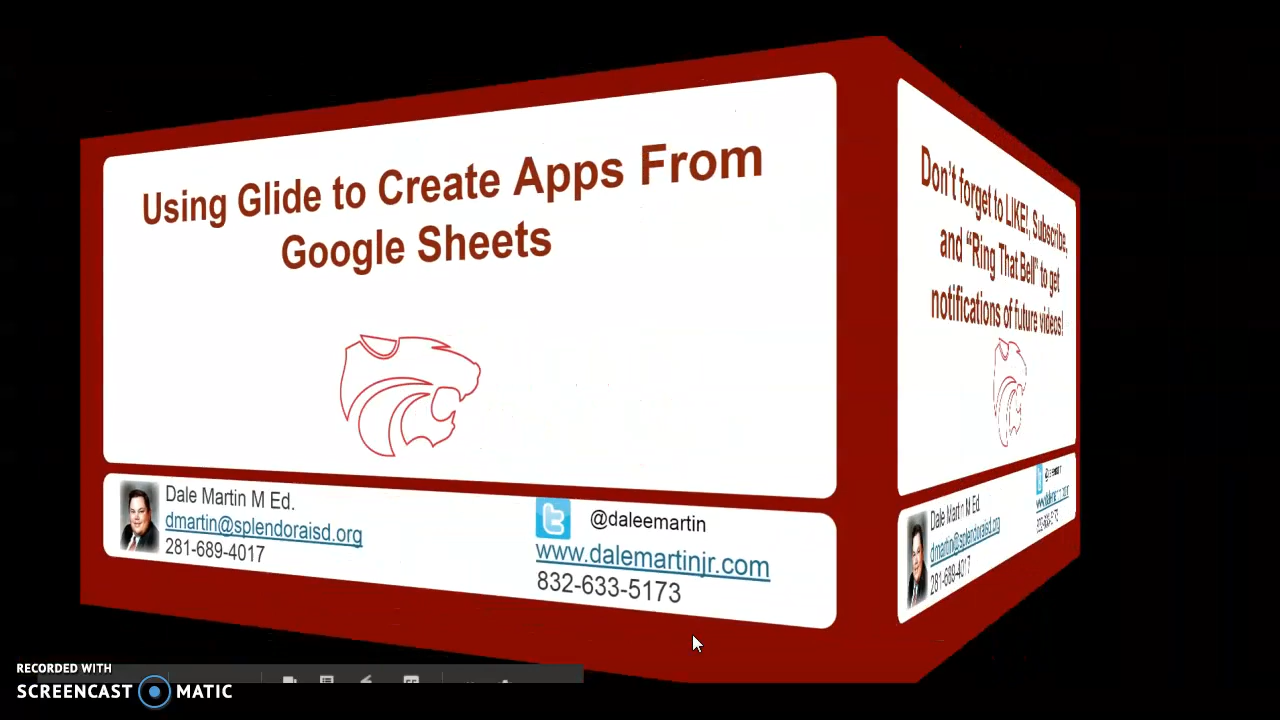 Using Glide to Create Apps From
Google Sheets
Dale Martin M Ed.
dmartin@splendoraisd.org
281-689-4017
@daleemartin
www.dalemartinjr.com
832-633-5173
Don't forget to LIKE!, Subscribe,
and “Ring That Bell” to get
notifications of future videos!
Dale Martin M Ed.
dmartin@splendoraisd.org
281-689-4017
RECORDED WITH
SCREENCAST MATIC